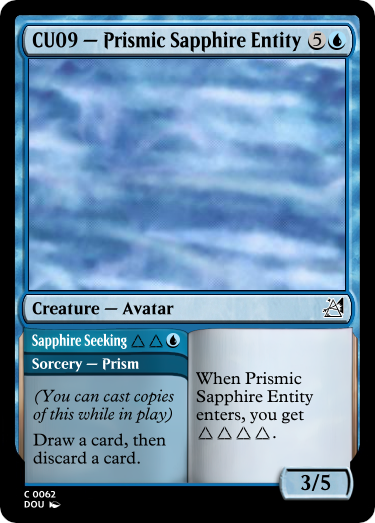 CU09 — Prismic Sapphire Entity 5
Creature — Avatar
Sapphire Seeking △ △
Sorcery — Prism
(You can cast copies
of this while in play)
Draw a card, then
discard a card.
When Prismic
Sapphire Entity
enters, you get
△ △ △ △.
3/5
C 0062
DOU